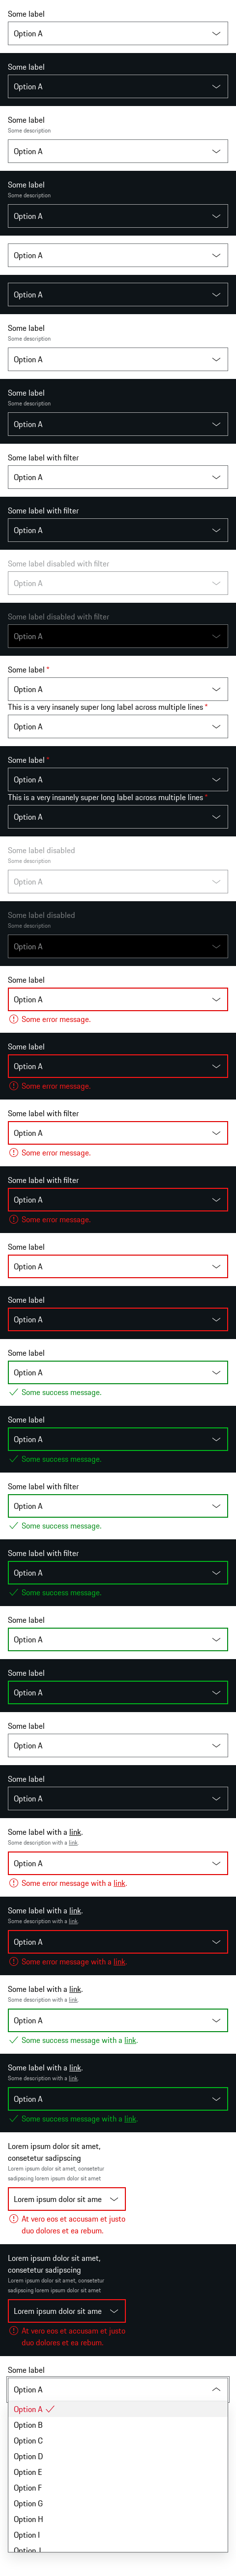 Some label
Option A
Some label
Option A
Some label
Some description
Option A
Some label
Some description
Option A
Option A
Option A
Some label
Some description
Option A
Some label
Some description
Option A
Some label with filter
Option A
Some label with filter
Option A
Some label disabled with filter
Option A
Some label disabled with filter
Option A
Some label *
Option A
This is a very insanely super long label across multiple lines *
Option A
Some label *
Option A
This is a very insanely super long label across multiple lines *
Option A
Some label disabled
Some description
Option A
Some label disabled
Some description
Option A
Some label
Option A
Some error message.
Some label
Option A
Some error message.
Some label with filter
Option A
Some error message.
Some label with filter
Option A
Some error message.
Some label
Option A
Some label
Option A
Some label
Option A
Some success message.
Some label
Option A
Some success message.
Some label with filter
Option A
Some success message.
Some label with filter
Option A
Some success message.
Some label
Option A
Some label
Option A
Some label
Option A
Some label
Option A
Some label with a link.
Some description with a link.
Option A
Some error message with a link.
Some label with a link.
Some description with a link.
Option A
Some error message with a link.
Some label with a link.
Some description with a link.
Option A
Some success message with a link.
Some label with a link.
Some description with a link.
Option A
Some success message with a link.
Lorem ipsum dolor sit amet,
consetetur sadipscing
Lorem ipsum dolor sit amet, consetetur
sadipscing lorem ipsum dolor sit amet
Lorem ipsum dolor sit ame
At vero eos et accusam et justo
duo dolores et ea rebum.
Lorem ipsum dolor sit amet,
consetetur sadipscing
Lorem ipsum dolor sit amet, consetetur
sadipscing lorem ipsum dolor sit amet
Lorem ipsum dolor sit ame
At vero eos et accusam et justo
duo dolores et ea rebum.
Some label
Option A
Option A
Option B
Option C
Option D
Option E
Option F
Option G
Option H
Option I
Option J